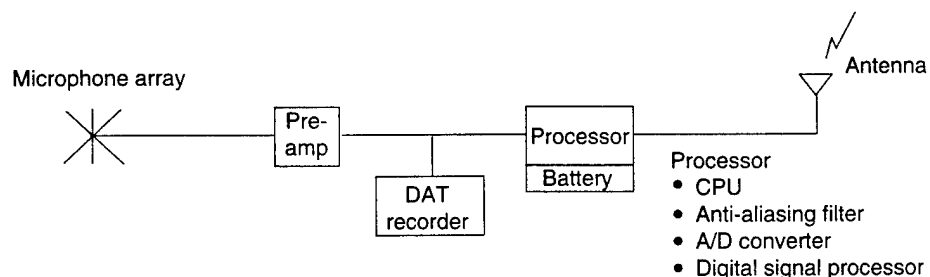 Microphone array
Pre-
amp
DAT
recorder
Processor
Battery
Antenna
Processor
• CPU
• Anti-aliasing filter
• A/D converter
• Digital signal processor